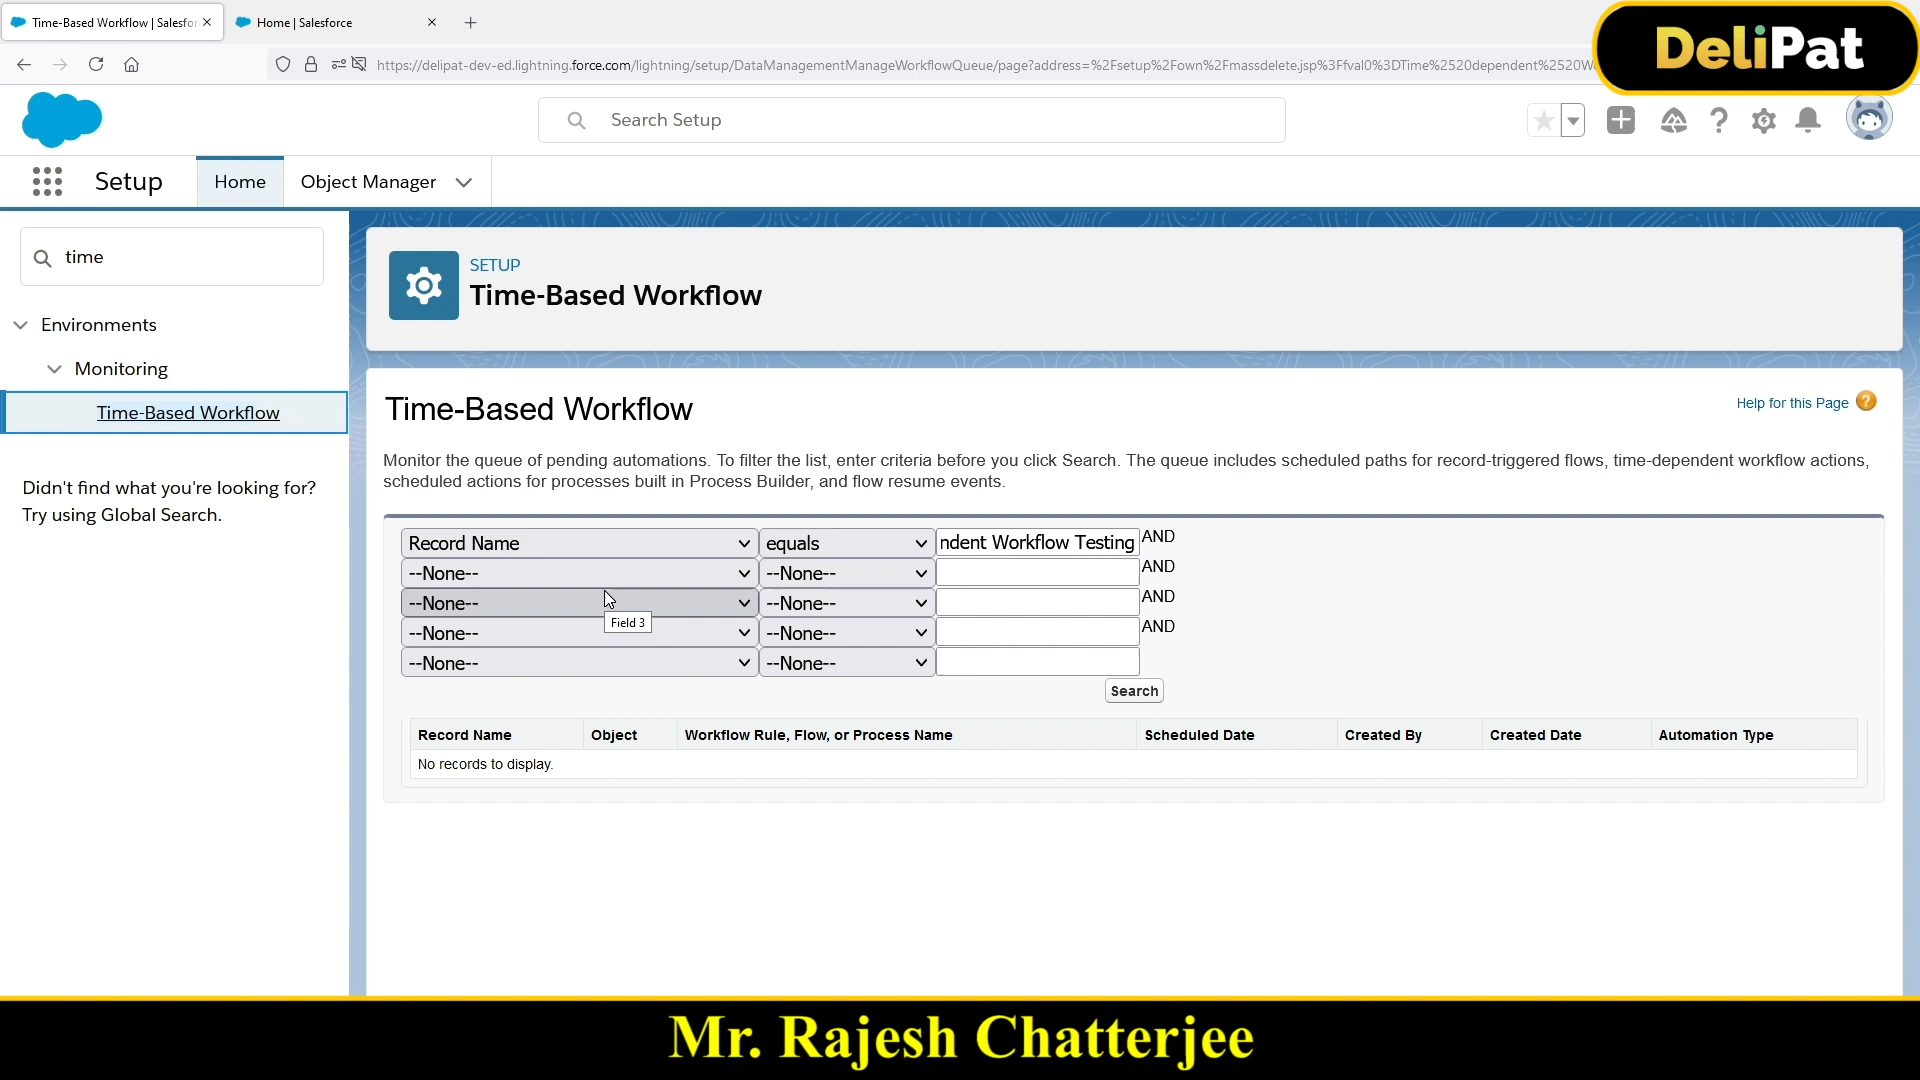 Time-Based Workflow | Salesfor
Home | Salesforce
https://delipat-dev-ed.lightning.force.com/lightning/setup/DataManagementManageWorkflowQueue/page?address=%2Fsetup%2Fown%2Fmassdelete.jsp%3Ffval0%3DTime%2520dependent%2520W
DeliPat
Search Setup
Setup
Home
Object Manager
time
Environments
Monitoring
Time-Based Workflow
Didn't find what you're looking for?
Try using Global Search.
SETUP
Time-Based Workflow
Time-Based Workflow
Help for this Page
Monitor the queue of pending automations. To filter the list, enter criteria before you click Search. The queue includes scheduled paths for record-triggered flows, time-dependent workflow actions,
scheduled actions for processes built in Process Builder, and flow resume events.
Record Name equals ndent Workflow Testing AND
--None-- --None-- AND
--None-- --None-- AND
Field 3
--None-- --None-- AND
--None-- --None--
Search
Record Name Object Workflow Rule, Flow, or Process Name Scheduled Date Created By Created Date Automation Type
No records to display.
Mr. Rajesh Chatterjee